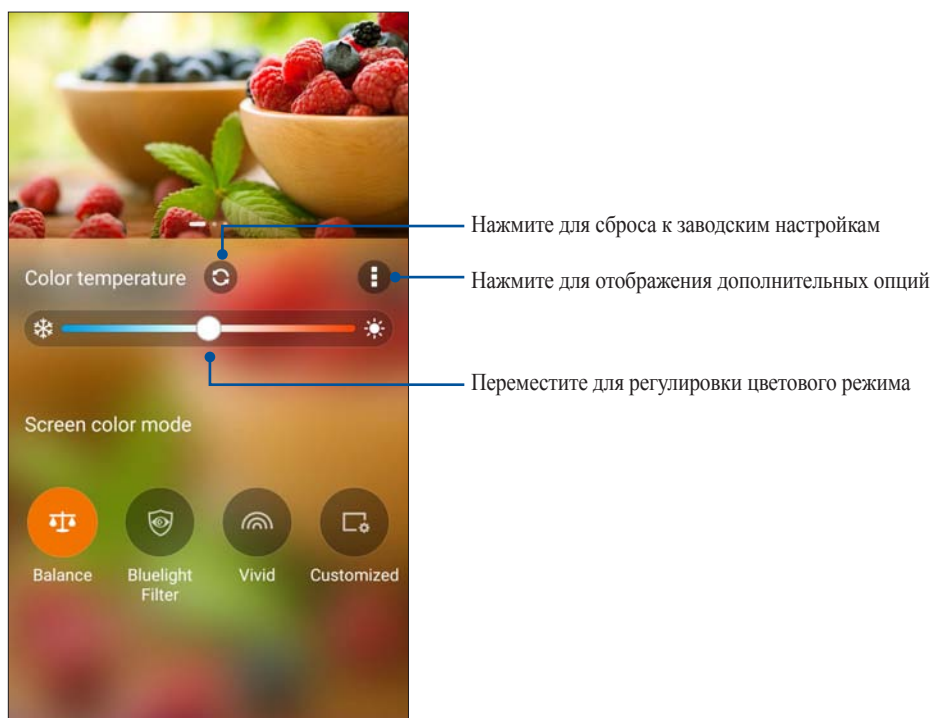 Нажмите для сброса к заводским настройкам
Color temperature
Нажмите для отображения дополнительных опций
Переместите для регулировки цветового режима
Screen color mode
Balance
Bluelight
Filter
Vivid
Customized